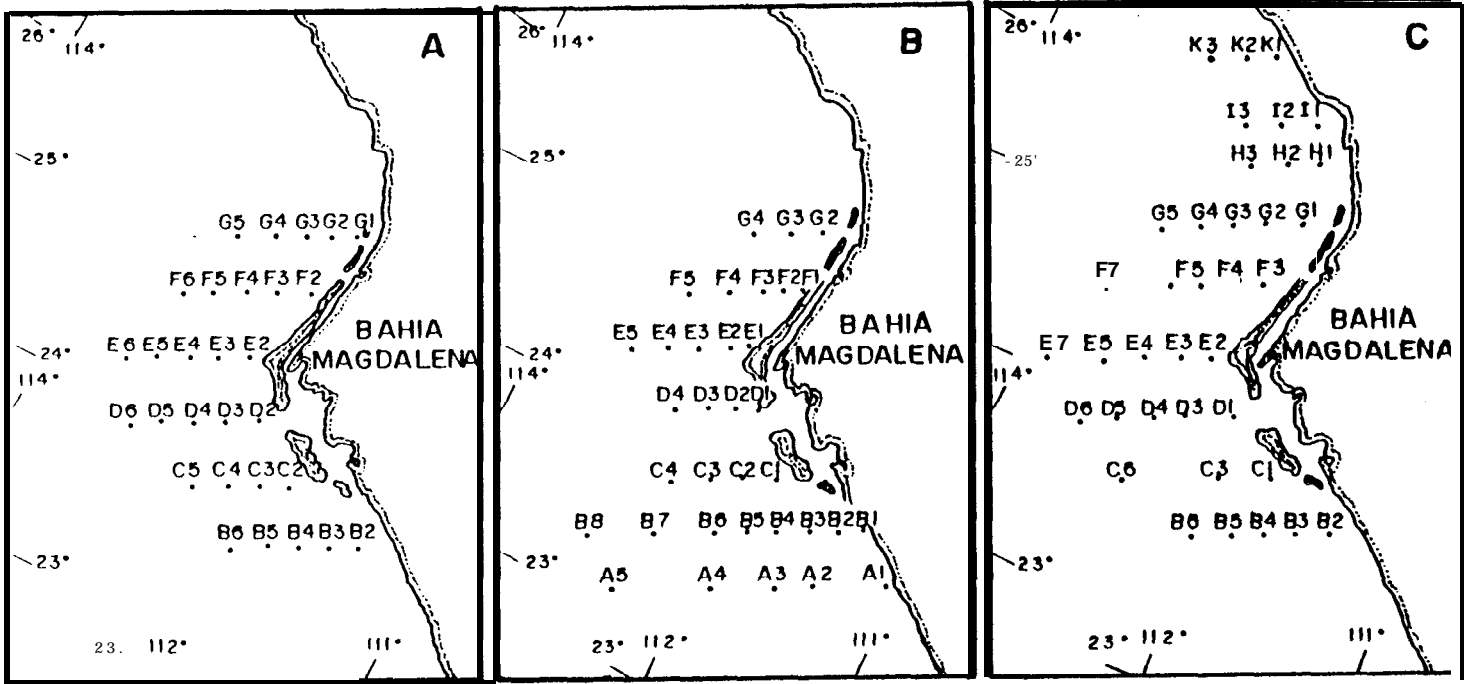 A
26° 114°
25°
G5 G4 G3 G2 G1
F6 F5 F4 F3 F2
BAHIA
E6 E5 E4 E3 E2
MAGDALENA
24°
114°
D6 D5 D4 D3 D2
C5 C4 C3 C2
B6 B5 B4 B3 B2
23°
23. 112° 111°
B
26° 114°
25°
G4 G3 G2
F5 F4 F3 F2 F1
BAHIA
E5 E4 E3 E2 E1
MAGDALENA
24°
114°
D4 D3 D2 D1
C4 C3 C2 C1
B8 B7 B6 B5 B4 B3 B2 B1
23°
A5 A4 A3 A2 A1
23° 112° 111°
C
26° 114°
K3 K2 K1
I3 I2 I1
-25'
H3 H2 H1
G5 G4 G3 G2 G1
F7 F5 F4 F3
BAHIA
E7 E5 E4 E3 E2
MAGDALENA
24°
114°
D6 D5 D4 D3 D1
C6 C3 C1
B6 B5 B4 B3 B2
23°
23° 112° 111°